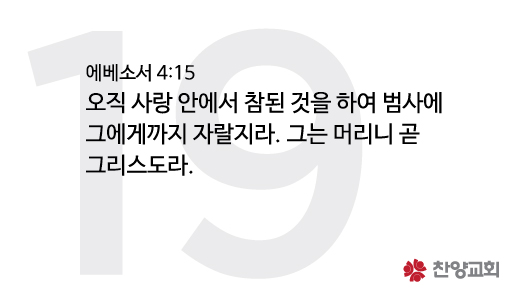 19
에베소서 4:15
오직 사랑 안에서 참된 것을 하여 범사에
그에게까지 자랄지라. 그는 머리니 곧
그리스도라.
찬양교회